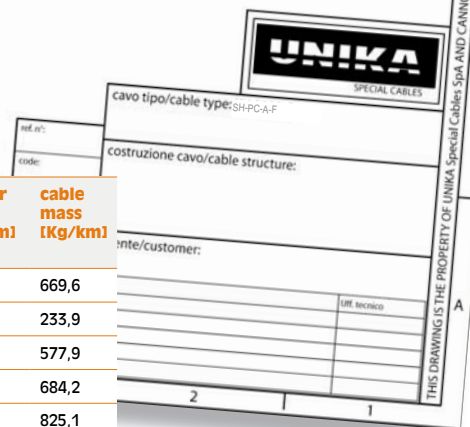 UNIKA
SPECIAL CABLES
cavo tipo/cable type: SH-PC-A-F
ref. n°:
code:
costruzione cavo/cable structure:
ente/customer:
Uff. tecnico
THIS DRAWING IS THE PROPERTY OF UNIKA Special Cables SpA AND CANNO
A
2
1
r
m]
cable
mass
[Kg/km]
669,6
233,9
577,9
684,2
825,1